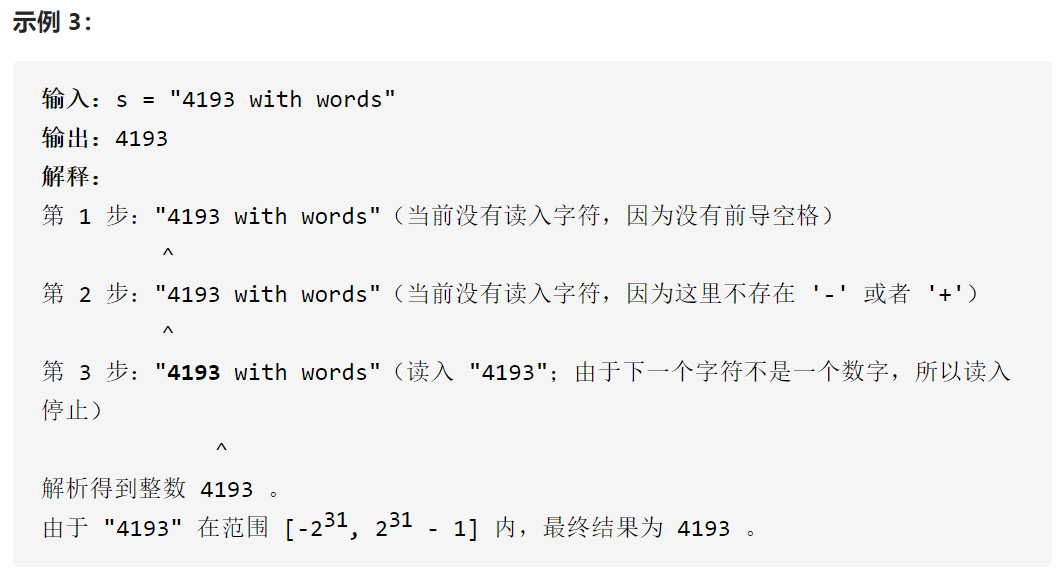 示例 3：
输入：s = "4193 with words"
输出：4193
解释：
第 1 步："4193 with words"（当前没有读入字符，因为没有前导空格）
^
第 2 步："4193 with words"（当前没有读入字符，因为这里不存在 '-' 或者 '+'）
^
第 3 步："4193 with words"（读入 "4193"；由于下一个字符不是一个数字，所以读入
停止）
^
解析得到整数 4193 。
由于 "4193" 在范围 [-2³¹, 2³¹ - 1] 内，最终结果为 4193 。